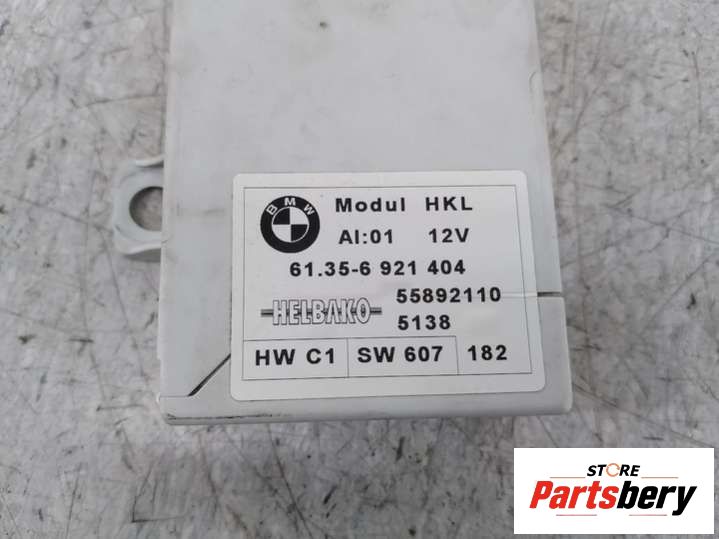 BMW
Modul HKL
AI:01 12V
61.35-6 921 404
HELBAKO 55892110
5138
HW C1 SW 607 182
STORE
Partsbery